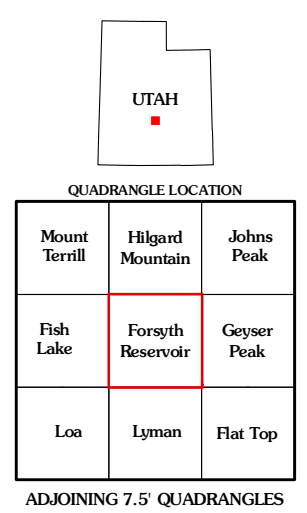 UTAH
QUADRANGLE LOCATION
Mount
Terrill
Hilgard
Mountain
Johns
Peak
Fish
Lake
Forsyth
Reservoir
Geyser
Peak
Loa
Lyman
Flat Top
ADJOINING 7.5' QUADRANGLES